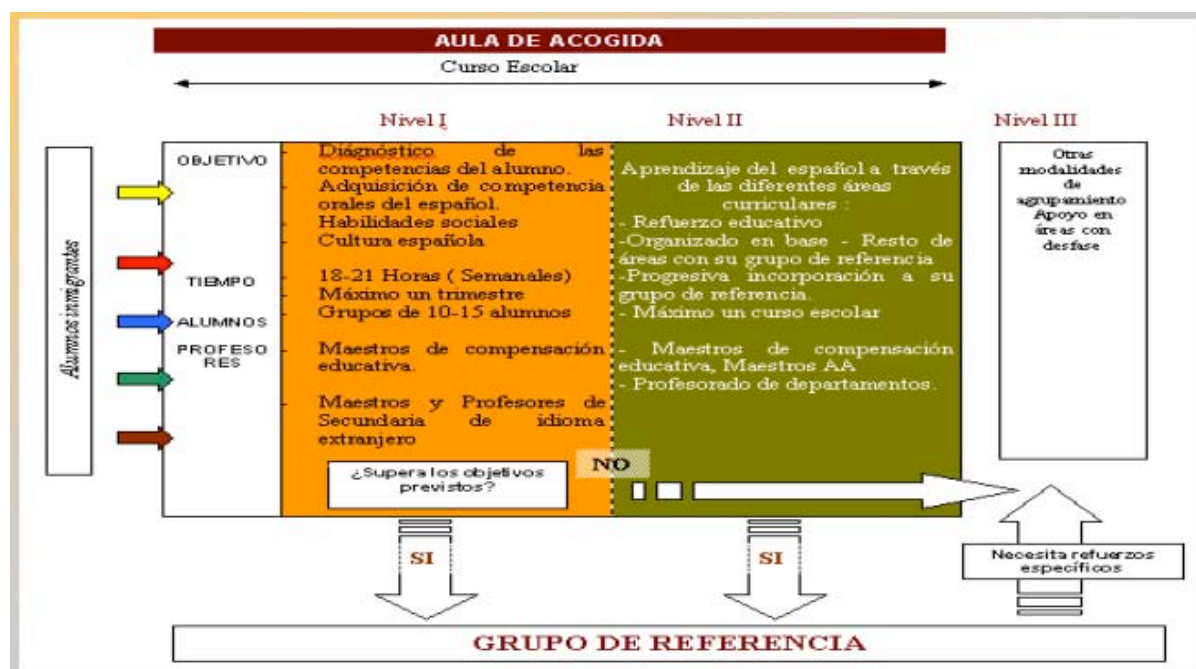 AULA DE ACOGIDA
Curso Escolar
Nivel I
Nivel II
Nivel III
Alumnos inmigrantes
OBJETIVO
TIEMPO
ALUMNOS
PROFESO
RES
- Diágnóstico de las
competencias del alumno.
- Adquisición de competencia
orales del español.
- Habilidades sociales
- Cultura española
- 18-21 Horas ( Semanales)
- Máximo un trimestre
- Grupos de 10-15 alumnos
- Maestros de compensación
educativa.
- Maestros y Profesores de
Secundaria de idioma
extranjero
¿Supera los objetivos
previstos?
NO
Aprendizaje del español a través
de las diferentes áreas
curriculares :
- Refuerzo educativo
-Organizado en base - Resto de
áreas con su grupo de referencia
-Progresiva incorporación a su
grupo de referencia.
- Máximo un curso escolar
- Maestros de compensación
educativa, Maestros AA
- Profesorado de departamentos.
Otras
modalidades
de
agrupamiento
Apoyo en
áreas con
desfase
SI
SI
Necesita refuerzos
específicos
GRUPO DE REFERENCIA